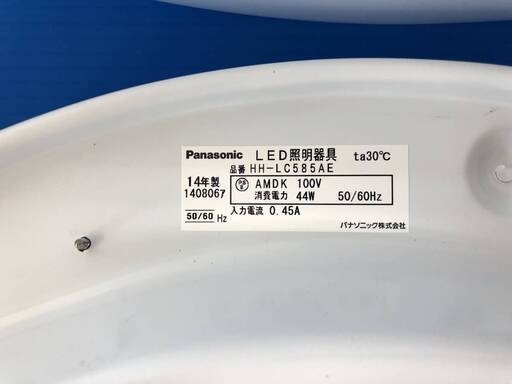 Panasonic LED照明器具 ta30℃
品番 HH-LC585AE
14年製
1408067
AMDK 100V
消費電力 44W 50/60Hz
50/60 Hz
入力電流 0.45A
パナソニック株式会社